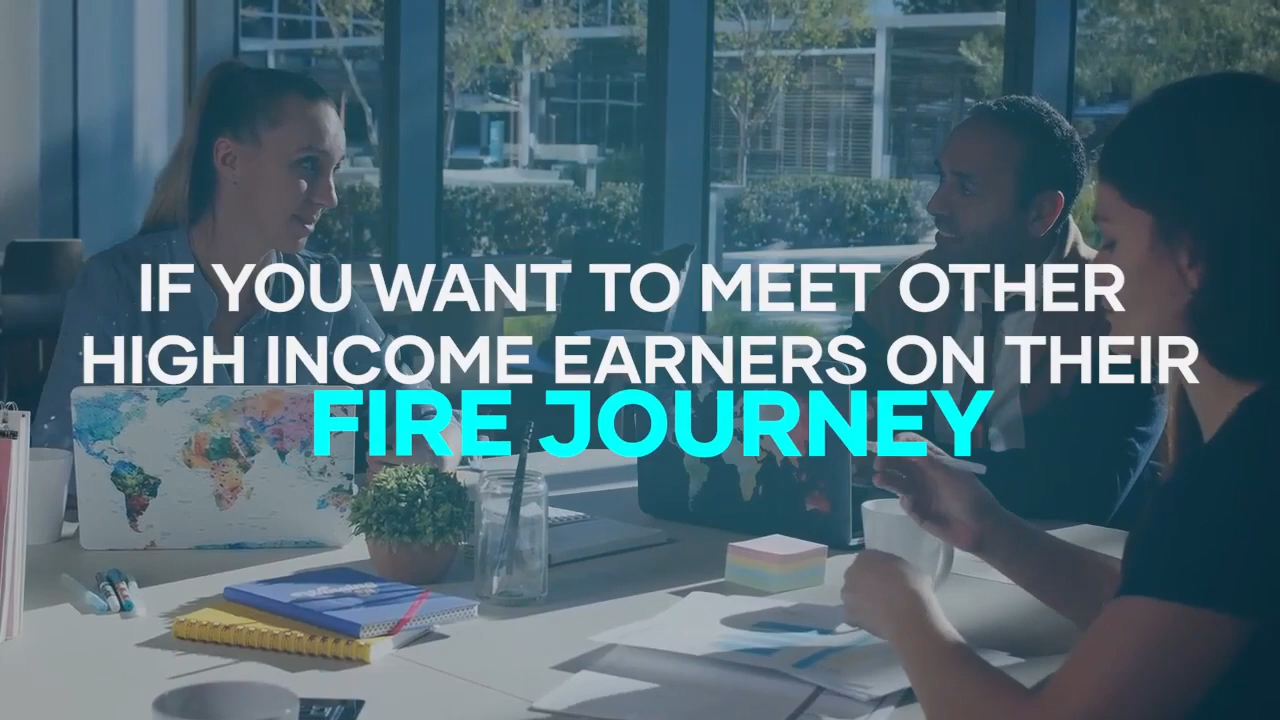 IF YOU WANT TO MEET OTHER
HIGH INCOME EARNERS ON THEIR
FIRE JOURNEY